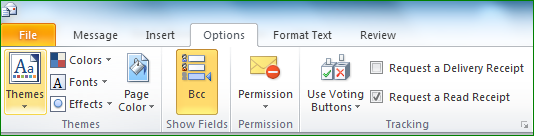 File Message Insert Options Format Text Review
Aa
Themes
Colors
A Fonts
Effects
Page
Color
Themes
Bcc
Show Fields
Permission
Permission
Use Voting
Buttons
Request a Delivery Receipt
Request a Read Receipt
Tracking